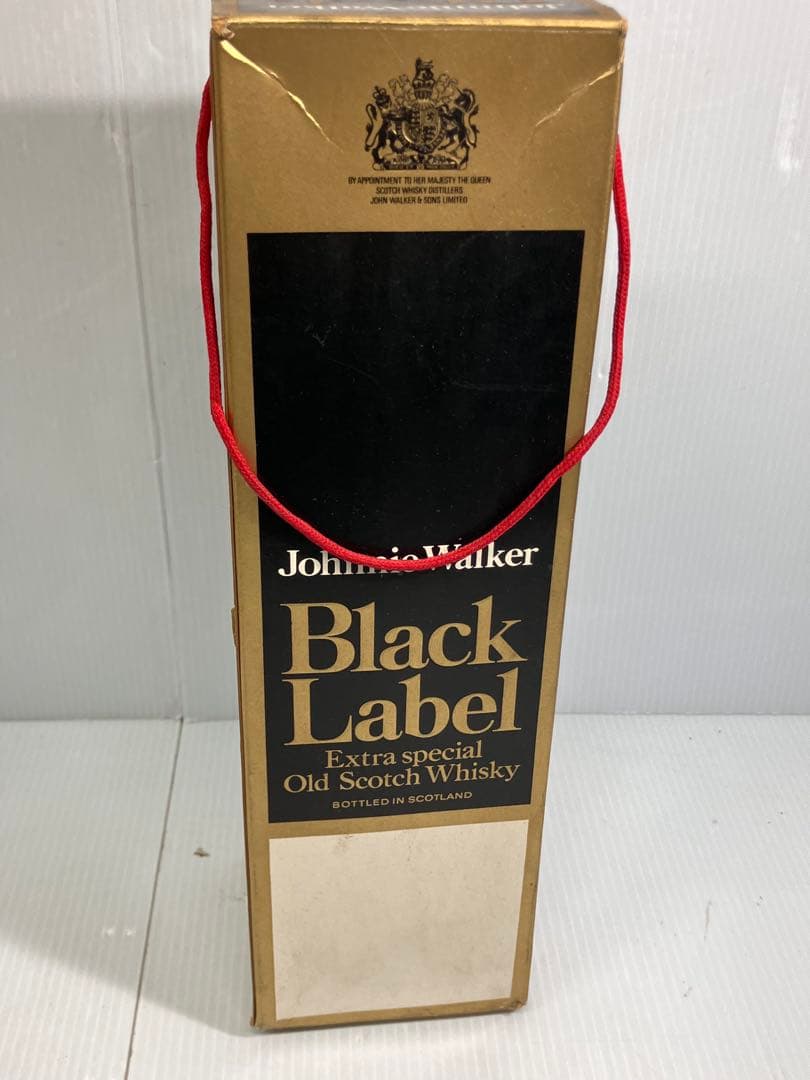 BY APPOINTMENT TO HER MAJESTY THE QUEEN
SCOTCH WHISKY DISTILLERS
JOHN WALKER & SONS LIMITED
Johnnie Walker
Black
Label
Extra special
Old Scotch Whisky
BOTTLED IN SCOTLAND